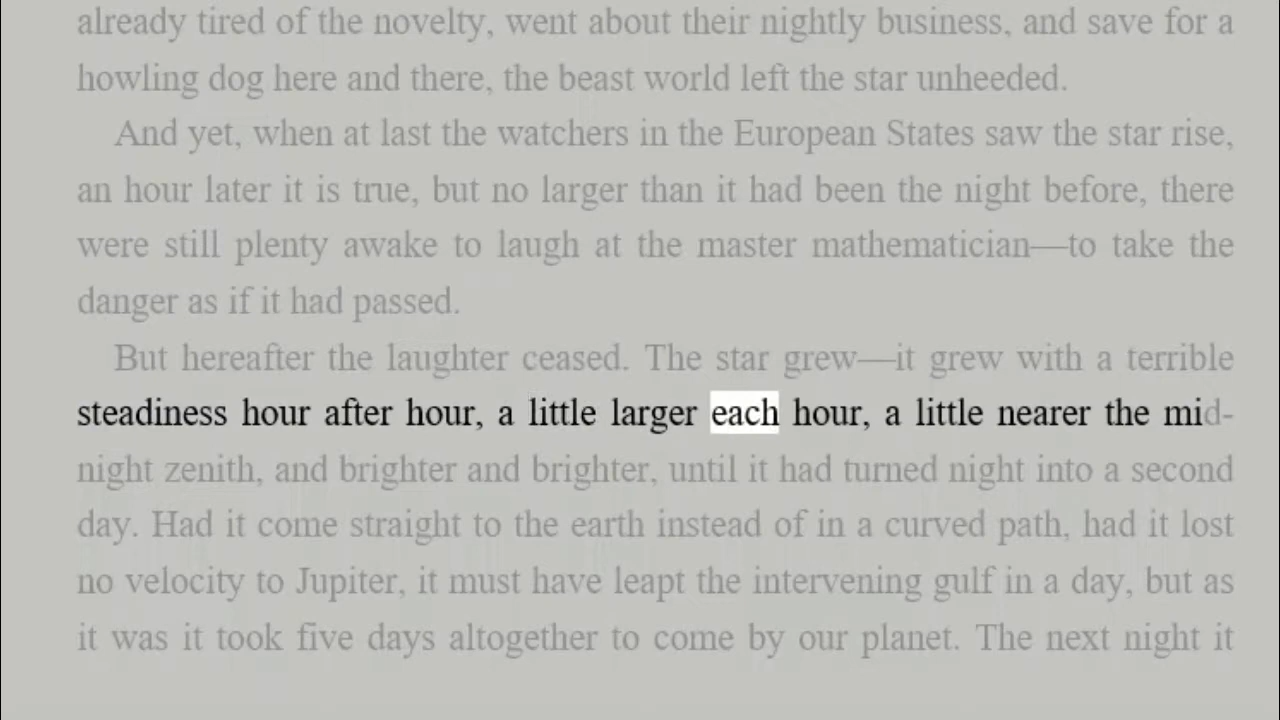 already tired of the novelty, went about their nightly business, and save for a
howling dog here and there, the beast world left the star unheeded.
And yet, when at last the watchers in the European States saw the star rise,
an hour later it is true, but no larger than it had been the night before, there
were still plenty awake to laugh at the master mathematician—to take the
danger as if it had passed.
But hereafter the laughter ceased. The star grew—it grew with a terrible
steadiness hour after hour, a little larger each hour, a little nearer the mid-
night zenith, and brighter and brighter, until it had turned night into a second
day. Had it come straight to the earth instead of in a curved path, had it lost
no velocity to Jupiter, it must have leapt the intervening gulf in a day, but as
it was it took five days altogether to come by our planet. The next night it